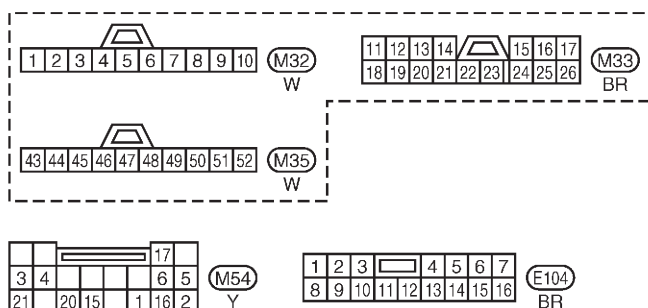 1 2 3 4 5 6 7 8 9 10 M32
W
11 12 13 14 15 16 17
18 19 20 21 22 23 24 25 26 M33
BR
43 44 45 46 47 48 49 50 51 52 M35
W
17
3 4 6 5 M54
21 20 15 1 16 2 Y
1 2 3 4 5 6 7
8 9 10 11 12 13 14 15 16 E104
BR